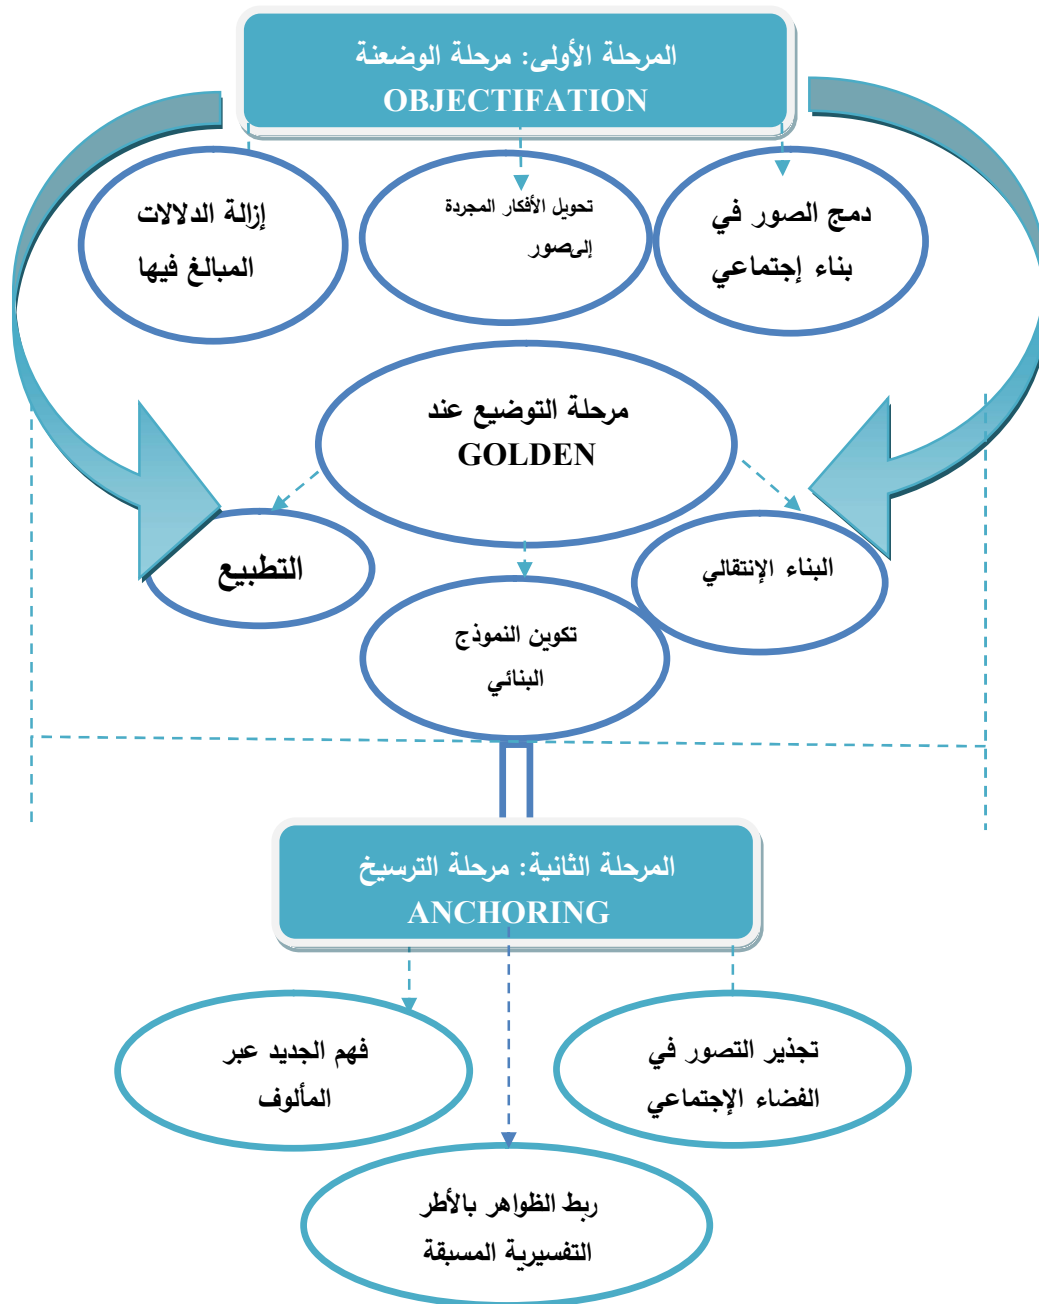 المرحلة الأولى: مرحلة الوضعنة
OBJECTIFATION
دمج الصور في
بناء إجتماعي
تحويل الأفكار المجردة
إلى صور
إزالة الدلالات
المبالغ فيها
مرحلة التوضيع عند
GOLDEN
البناء الإنتقالي
تكوين النموذج
البنائي
التطبيع
المرحلة الثانية: مرحلة الترسيخ
ANCHORING
تجذير التصور في
الفضاء الإجتماعي
فهم الجديد عبر
المألوف
ربط الظواهر بالأطر
التفسيرية المسبقة